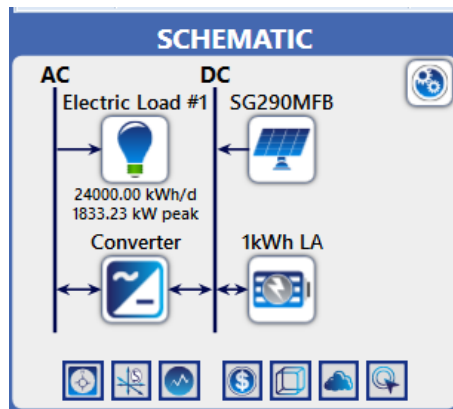 SCHEMATIC
AC DC
Electric Load #1 SG290MFB
24000.00 kWh/d
1833.23 kW peak
Converter 1kWh LA